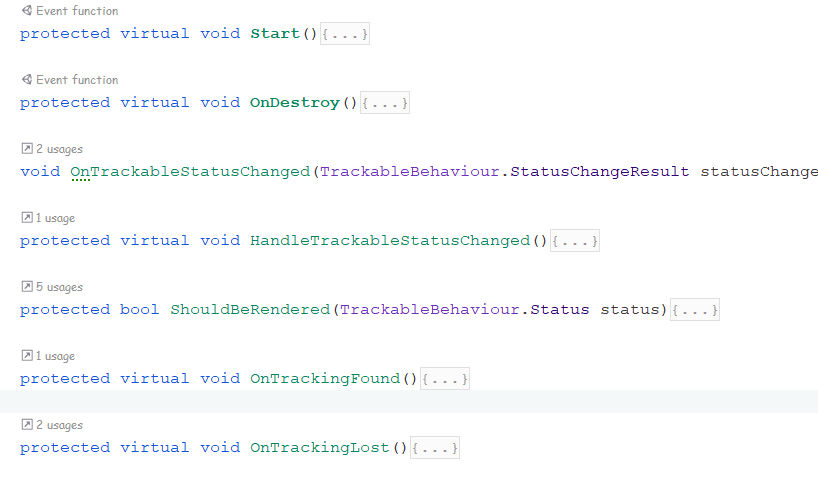 Event function
protected virtual void Start(){...}
Event function
protected virtual void OnDestroy(){...}
2 usages
void OnTrackableStatusChanged(TrackableBehaviour.StatusChangeResult statusChange
1 usage
protected virtual void HandleTrackableStatusChanged(){...}
5 usages
protected bool ShouldBeRendered(TrackableBehaviour.Status status){...}
1 usage
protected virtual void OnTrackingFound(){...}
2 usages
protected virtual void OnTrackingLost(){...}